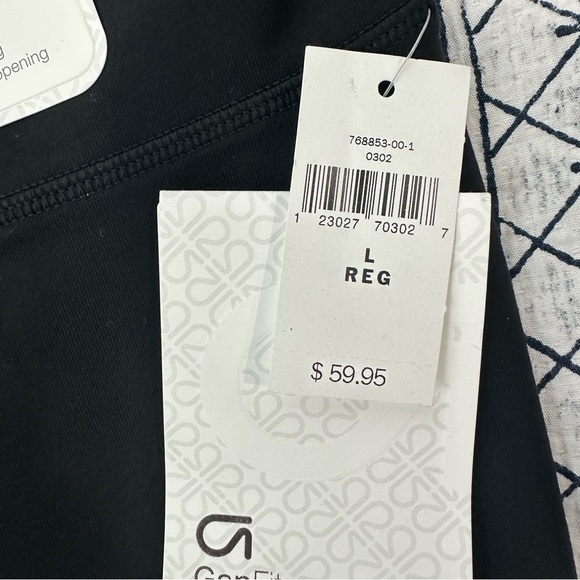 opening
768853-00-1
0302
1 23027 70302 7
L
REG
$ 59.95
GapFit